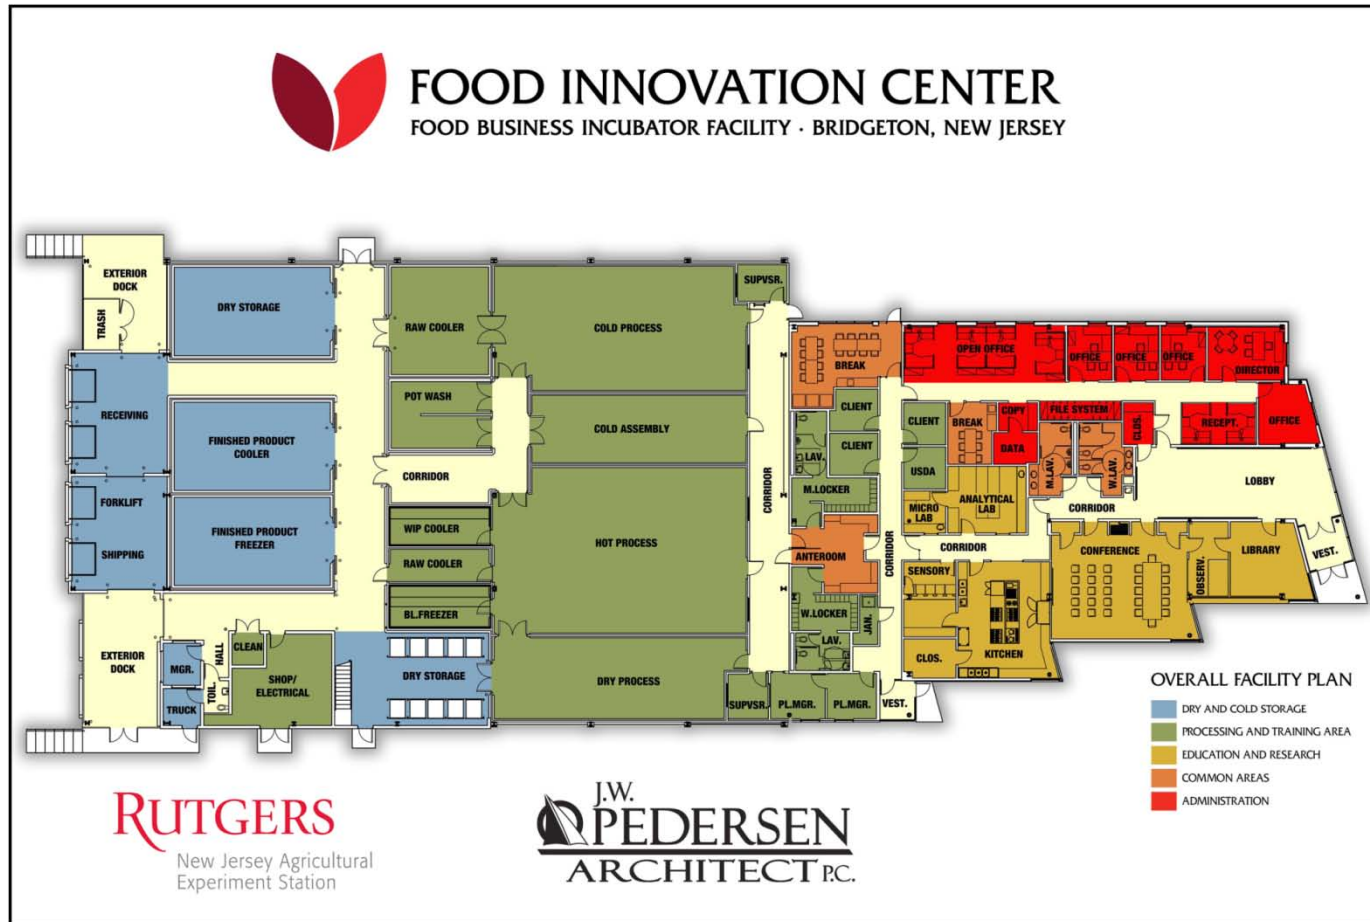 FOOD INNOVATION CENTER
FOOD BUSINESS INCUBATOR FACILITY · BRIDGETON, NEW JERSEY
EXTERIOR
DOCK
TRASH
DRY STORAGE
RAW COOLER
COLD PROCESS
SUPVSR.
RECEIVING
POT WASH
COLD ASSEMBLY
BREAK
OPEN OFFICE
OFFICE
OFFICE
OFFICE
DIRECTOR
CLIENT
CLIENT
CLIENT
BREAK
COPY
FILE SYSTEM
CLOS.
RECEPT.
OFFICE
DATA
FINISHED PRODUCT
COOLER
CORRIDOR
CORRIDOR
LAV.
USDA
M.LAV.
W.LAV.
LOBBY
FORKLIFT
FINISHED PRODUCT
FREEZER
WIP COOLER
HOT PROCESS
M.LOCKER
MICRO
LAB
ANALYTICAL
LAB
CORRIDOR
SHIPPING
RAW COOLER
ANTEROOM
CORRIDOR
CORRIDOR
CONFERENCE
OBSERV.
LIBRARY
VEST.
BL.FREEZER
W.LOCKER
JAN.
SENSORY
KITCHEN
EXTERIOR
DOCK
MGR.
HALL
CLEAN
TOIL.
TRUCK
SHOP/
ELECTRICAL
DRY STORAGE
DRY PROCESS
LAV.
CLOS.
SUPVSR.
PL.MGR.
PL.MGR.
VEST.
OVERALL FACILITY PLAN
DRY AND COLD STORAGE
PROCESSING AND TRAINING AREA
EDUCATION AND RESEARCH
COMMON AREAS
ADMINISTRATION
RUTGERS
New Jersey Agricultural
Experiment Station
J.W.
PEDERSEN
ARCHITECT P.C.